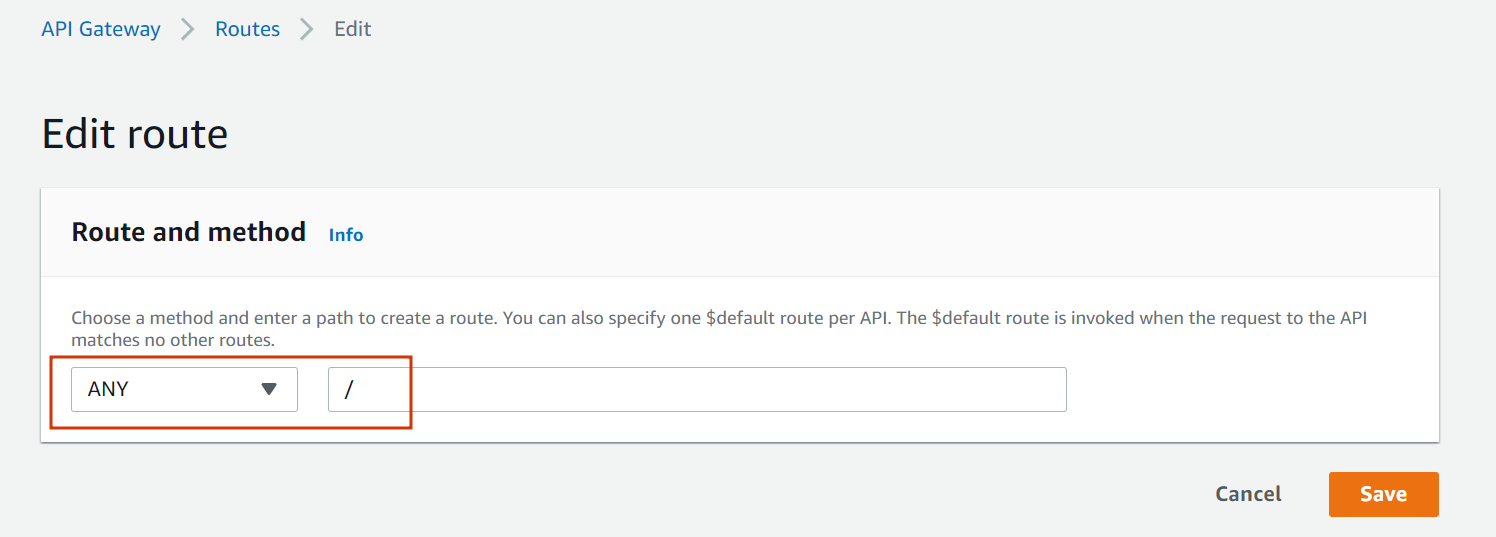 API Gateway > Routes > Edit
Edit route
Route and method Info
Choose a method and enter a path to create a route. You can also specify one $default route per API. The $default route is invoked when the request to the API
matches no other routes.
ANY /
Cancel Save